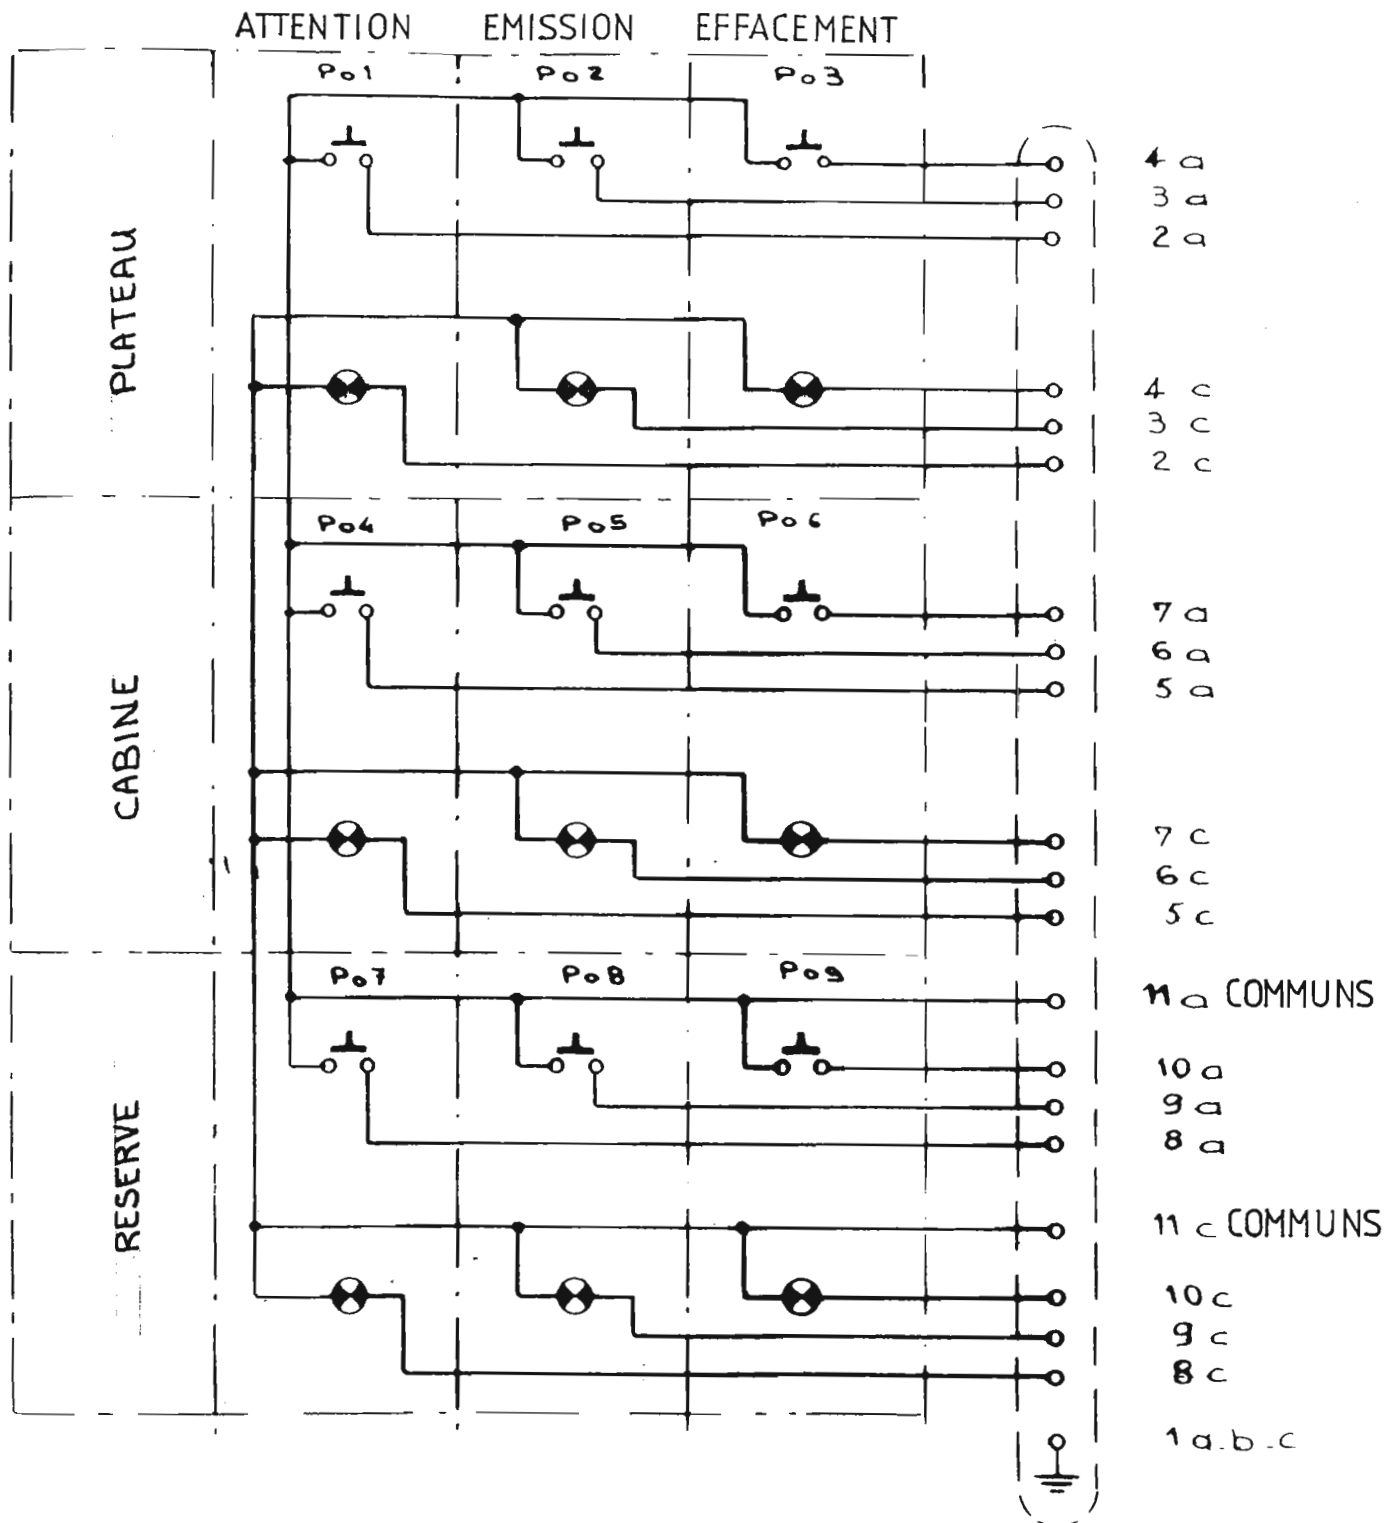 ATTENTION EMISSION EFFACEMENT
Po1 Po2 Po3
4 a
3 a
2 a
PLATEAU
4 c
3 c
2 c
Po4 Po5 Po6
7 a
6 a
5 a
CABINE
7 c
6 c
5 c
Po7 Po8 Po9
11 a COMMUNS
10 a
9 a
8 a
RESERVE
11 c COMMUNS
10 c
9 c
8 c
1 a.b.c